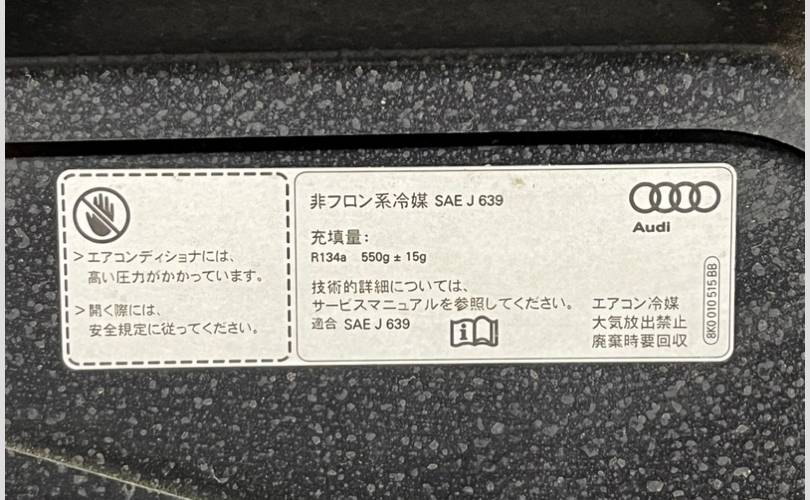 > エアコンディショナには、
高い圧力がかかっています。
> 開く際には、
安全規定に従ってください。
非フロン系冷媒 SAE J 639
充填量:
R134a 550g ± 15g
技術的詳細については、
サービスマニュアルを参照してください。
適合 SAE J 639
Audi
エアコン冷媒
大気放出禁止
廃棄時要回収
8K0 010 515 BB